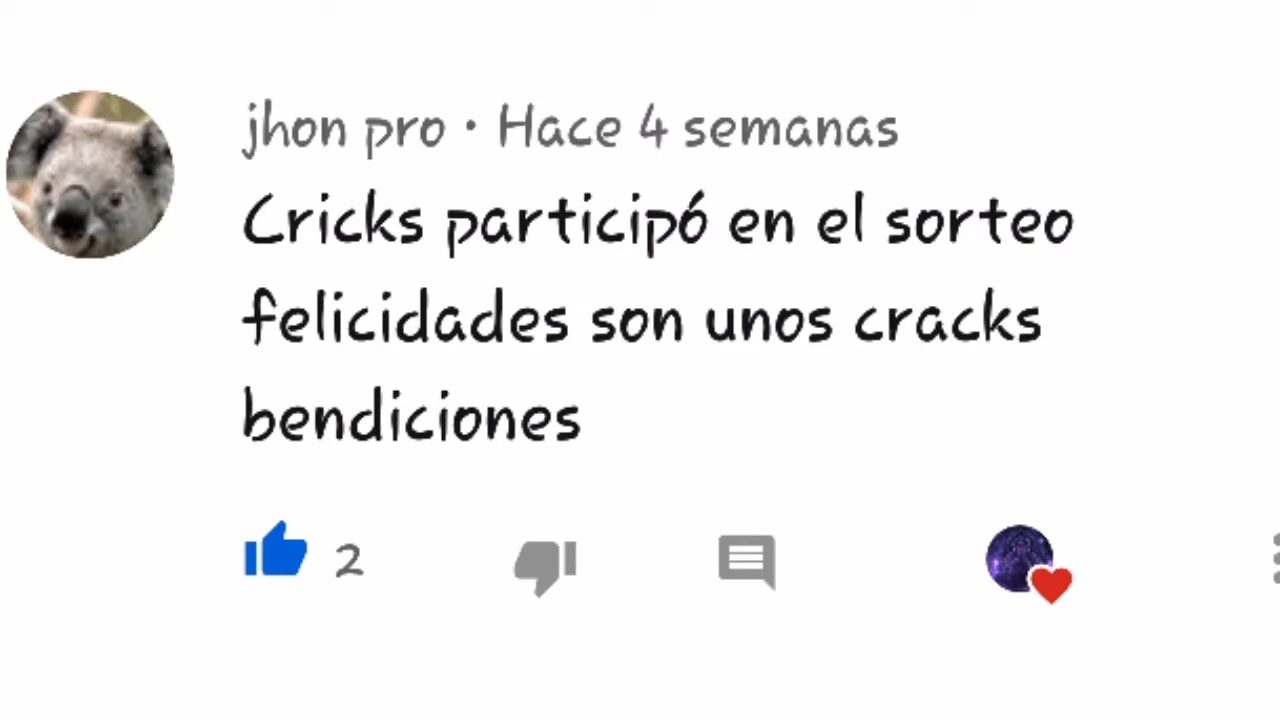 jhon pro · Hace 4 semanas
Cricks participó en el sorteo
felicidades son unos cracks
bendiciones
2